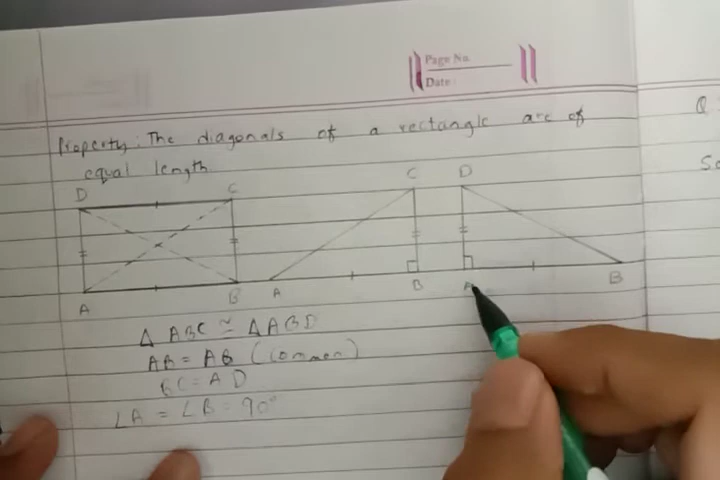 Page No.
Date:
Property: The diagonals of a rectangle are of
equal length
Q
So
D C C D
A B A B A B
Δ ABC ≅ Δ ABD
AB = AB (common)
BC = AD
∠A = ∠B = 90°